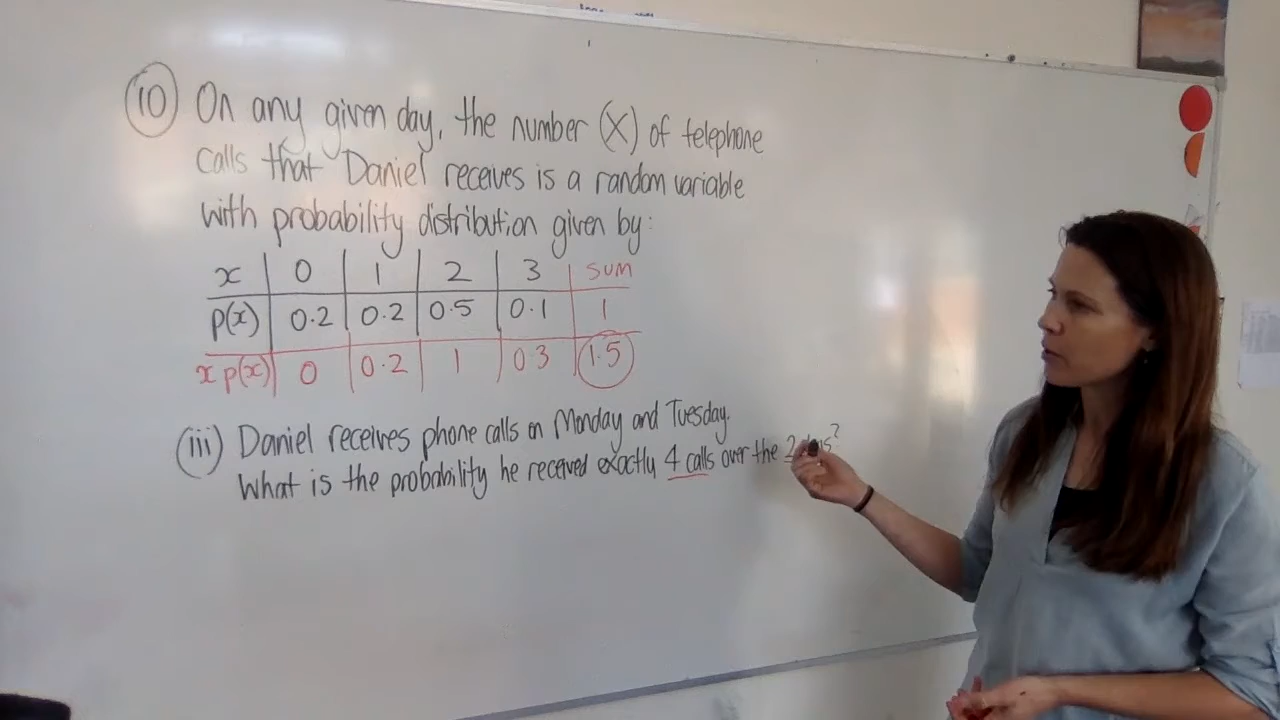 10 On any given day, the number (X) of telephone
calls that Daniel receives is a random variable
with probability distribution given by:
x 0 1 2 3 SUM
p(x) 0.2 0.2 0.5 0.1 1
x p(x) 0 0.2 1 0.3 1.5
(iii) Daniel receives phone calls on Monday and Tuesday.
What is the probability he received exactly 4 calls over the 2